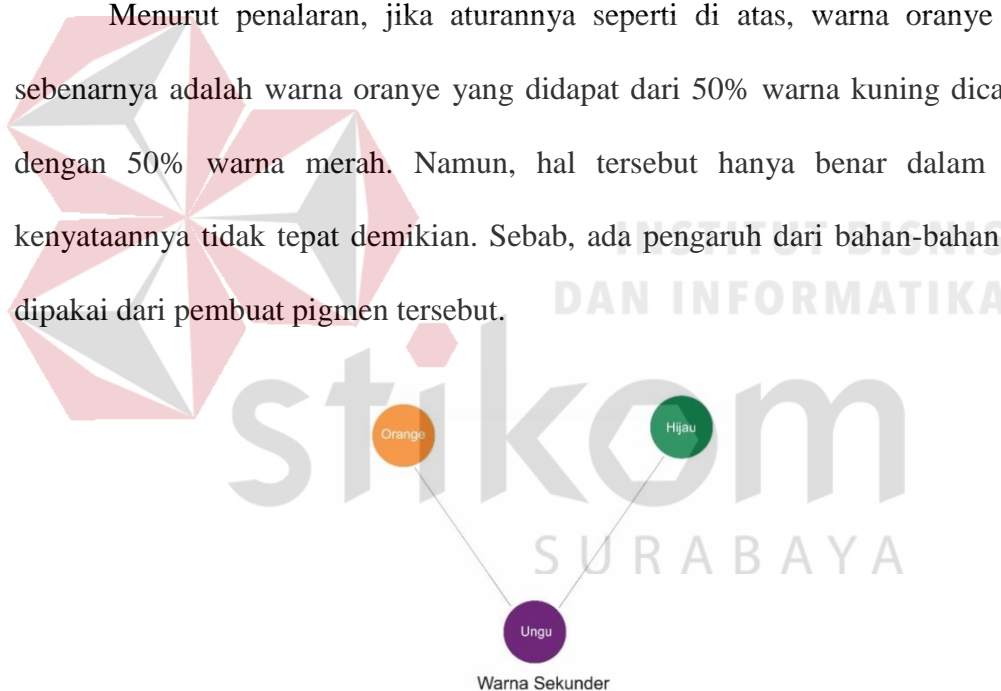 Menurut penalaran, jika aturannya seperti di atas, warna oranye
sebenarnya adalah warna oranye yang didapat dari 50% warna kuning dica
dengan 50% warna merah. Namun, hal tersebut hanya benar dalam
kenyataannya tidak tepat demikian. Sebab, ada pengaruh dari bahan-bahan
dipakai dari pembuat pigmen tersebut.
INSTITUT BISNIS
DAN INFORMATIKA
stikom
SURABAYA
Orange
Hijau
Ungu
Warna Sekunder